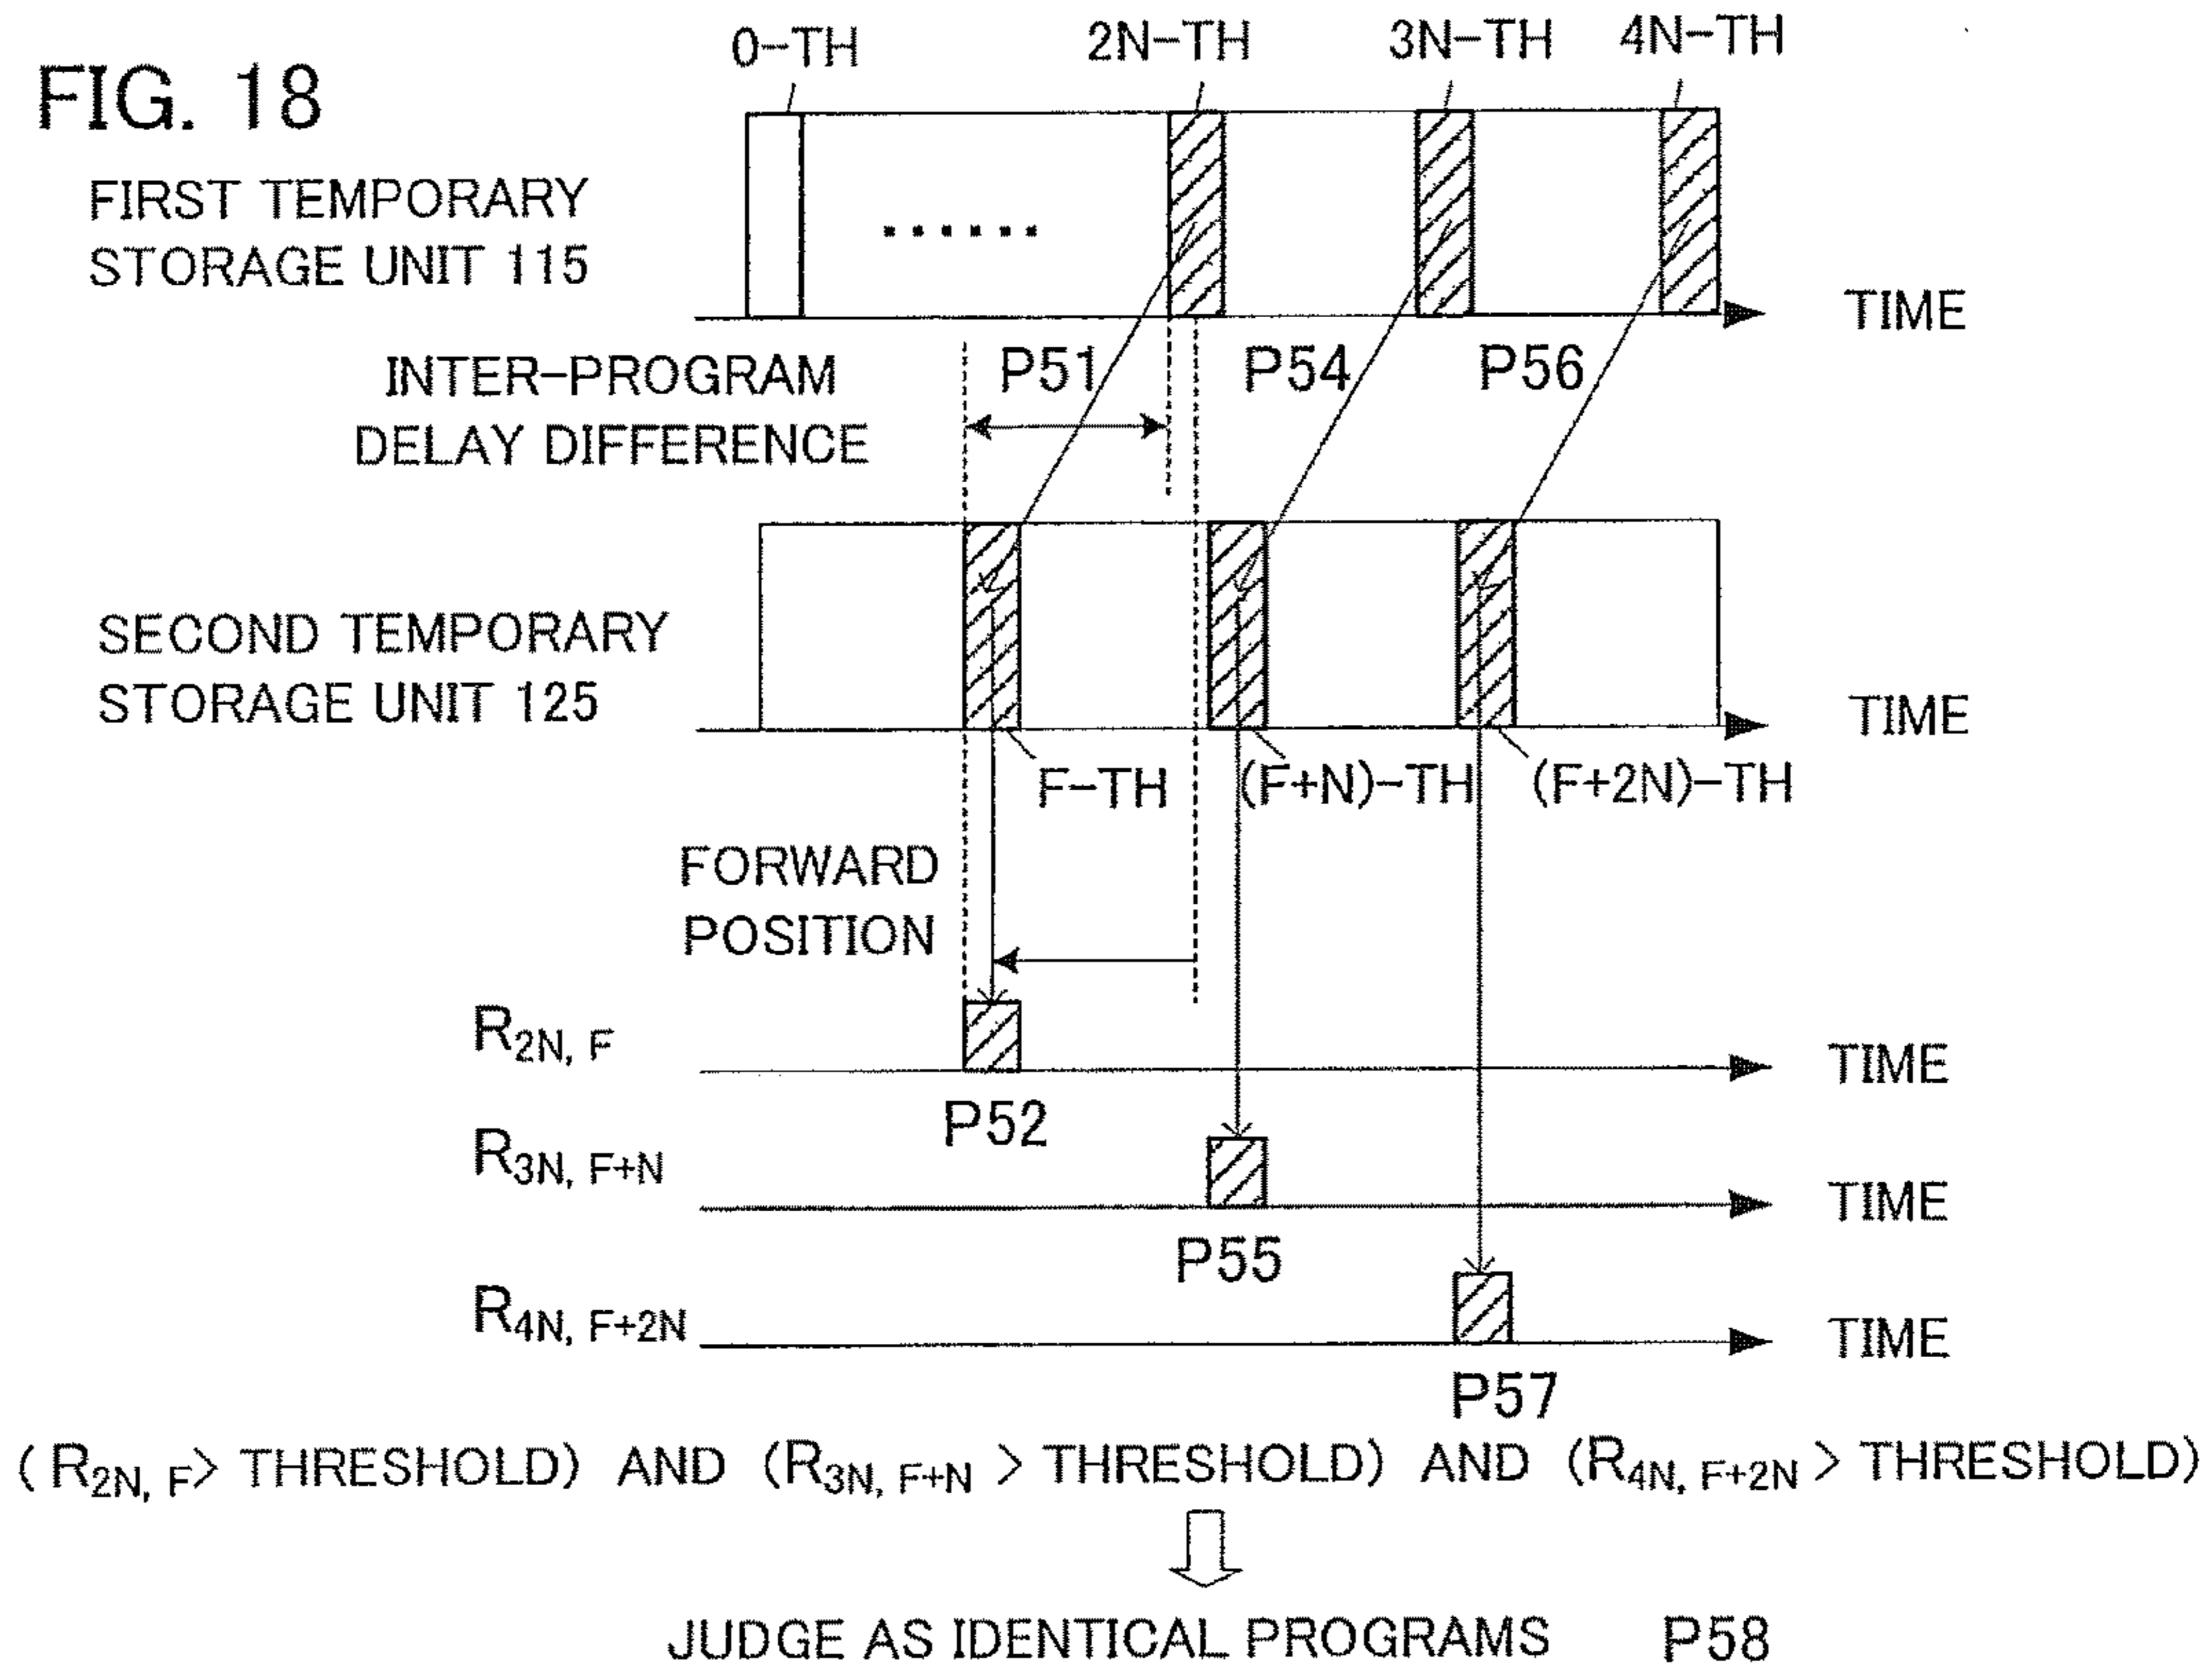 FIG. 18
0-TH
2N-TH
3N-TH
4N-TH
FIRST TEMPORARY
STORAGE UNIT 115
TIME
INTER-PROGRAM
DELAY DIFFERENCE
P51
P54
P56
SECOND TEMPORARY
STORAGE UNIT 125
TIME
F-TH
(F+N)-TH
(F+2N)-TH
FORWARD
POSITION
R2N, F
TIME
P52
R3N, F+N
TIME
P55
R4N, F+2N
TIME
P57
(R2N, F> THRESHOLD) AND (R3N, F+N > THRESHOLD) AND (R4N, F+2N > THRESHOLD)
JUDGE AS IDENTICAL PROGRAMS P58